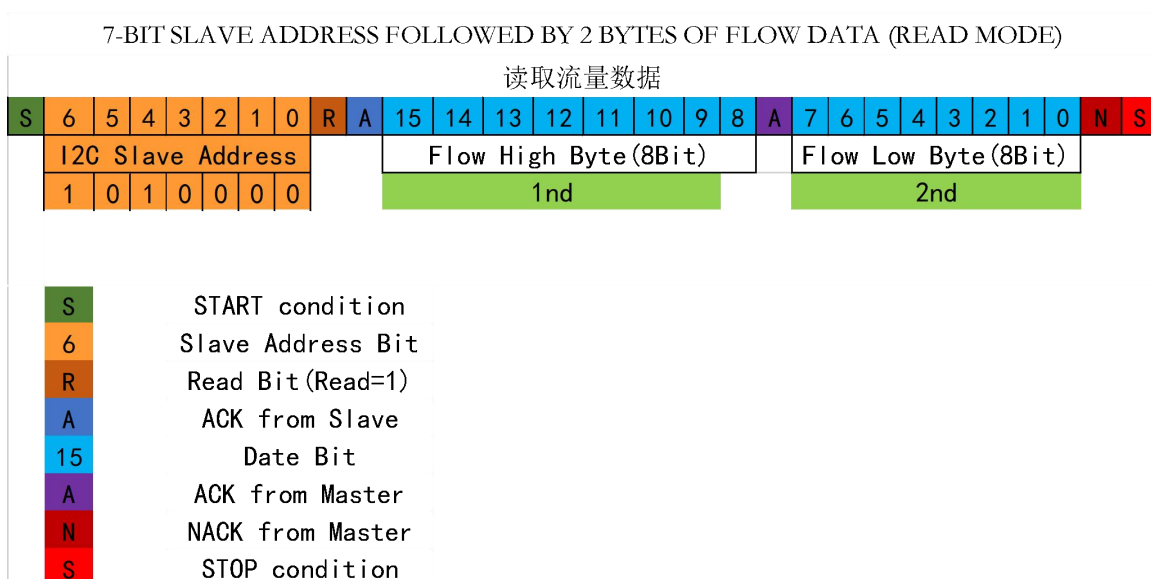 7-BIT SLAVE ADDRESS FOLLOWED BY 2 BYTES OF FLOW DATA (READ MODE)
读取流量数据
S 6 5 4 3 2 1 0 R A 15 14 13 12 11 10 9 8 A 7 6 5 4 3 2 1 0 N S
I2C Slave Address Flow High Byte(8Bit) Flow Low Byte(8Bit)
1 0 1 0 0 0 0 1nd 2nd
S START condition
6 Slave Address Bit
R Read Bit(Read=1)
A ACK from Slave
15 Date Bit
A ACK from Master
N NACK from Master
S STOP condition